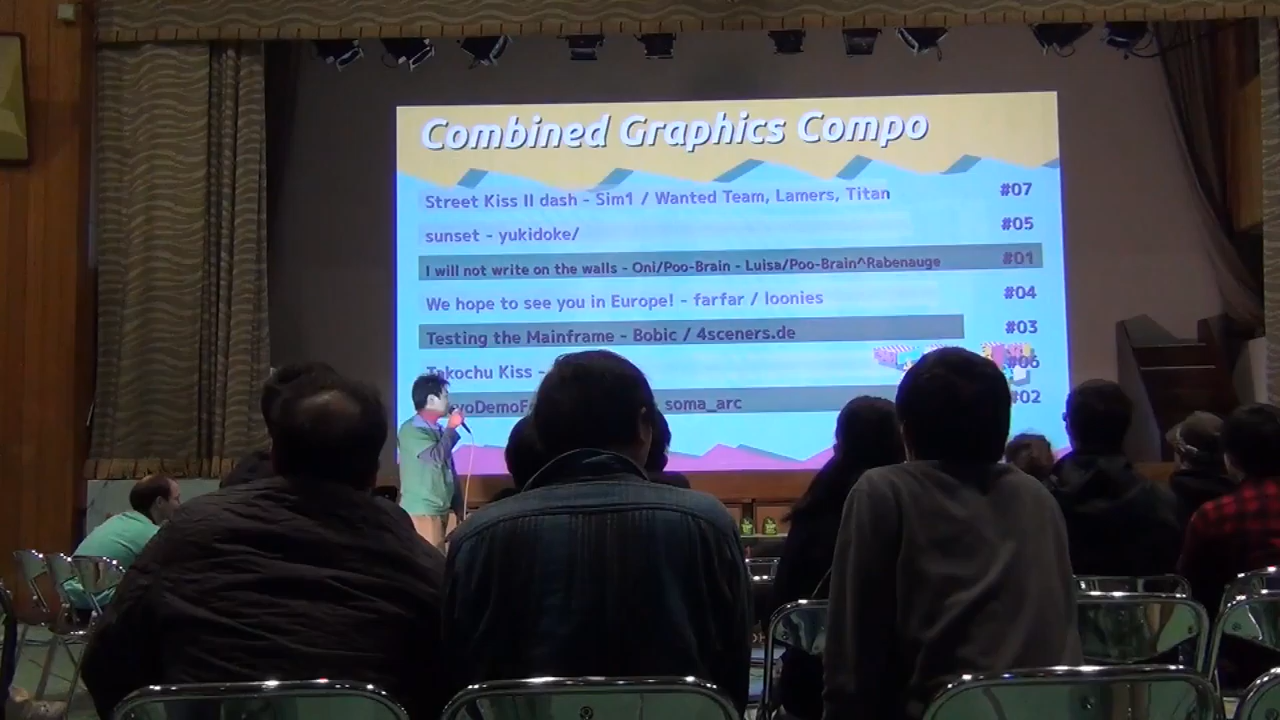 Combined Graphics Compo
Street Kiss II dash - Sim1 / Wanted Team, Lamers, Titan #07
sunset - yukidoke/ #05
I will not write on the walls - Oni/Poo-Brain - Luisa/Poo-Brain^Rabenauge #01
We hope to see you in Europe! - farfar / loonies #04
Testing the Mainframe - Bobic / 4sceners.de #03
Takochu Kiss - #06
soma_arc #02